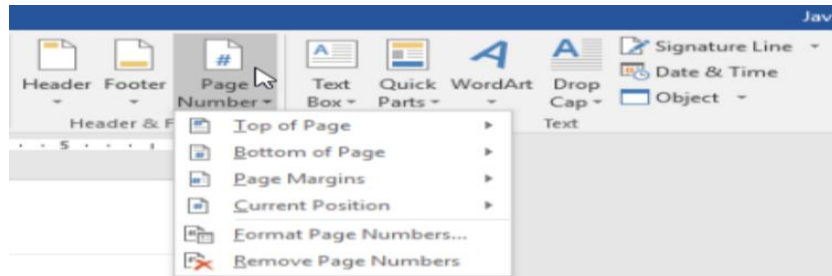 Jav
Header Footer Page Number Text Box Quick Parts WordArt Drop Cap Signature Line
Date & Time
Object
Header & F Text
5
Top of Page
Bottom of Page
Page Margins
Current Position
Format Page Numbers...
Remove Page Numbers